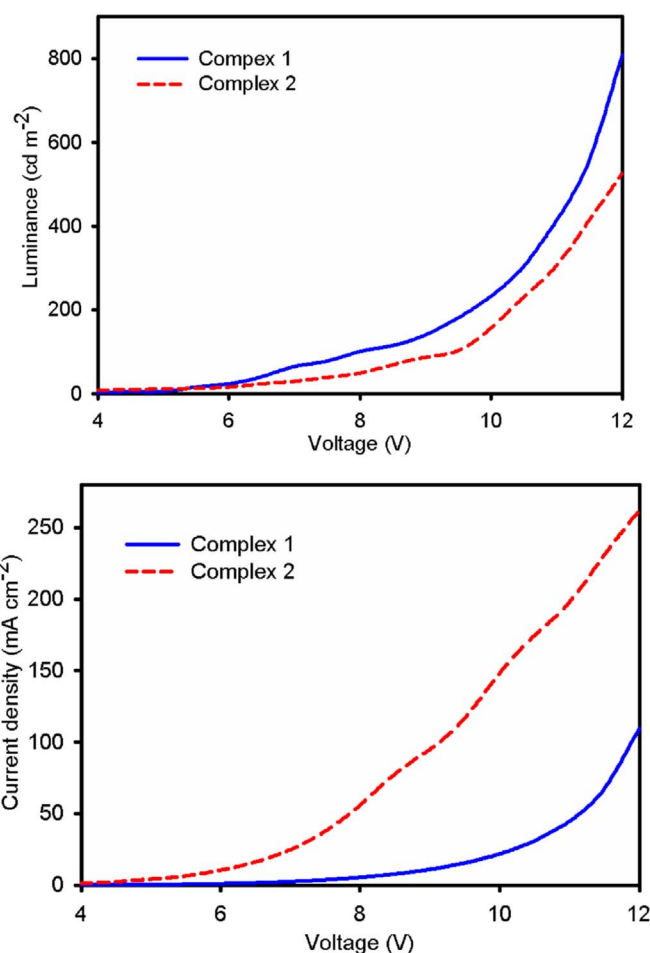 800
600
400
200
0
Luminance (cd m-2)
Compex 1
Complex 2
4 6 8 10 12
Voltage (V)
250
200
150
100
50
0
Current density (mA cm-2)
Complex 1
Complex 2
4 6 8 10 12
Voltage (V)